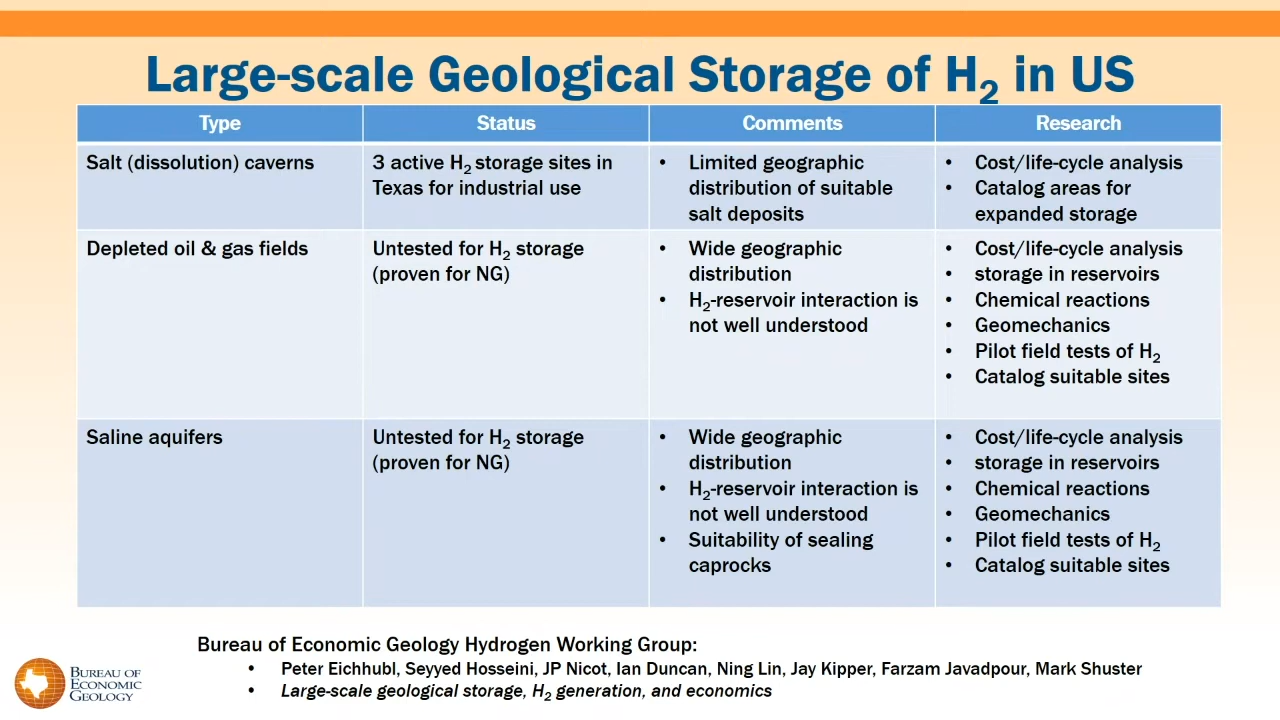 Large-scale Geological Storage of H2 in US
Type
Status
Comments
Research
Salt (dissolution) caverns
3 active H2 storage sites in
Texas for industrial use
• Limited geographic
distribution of suitable
salt deposits
• Cost/life-cycle analysis
• Catalog areas for
expanded storage
Depleted oil & gas fields
Untested for H2 storage
(proven for NG)
• Wide geographic
distribution
• H2-reservoir interaction is
not well understood
• Cost/life-cycle analysis
• storage in reservoirs
• Chemical reactions
• Geomechanics
• Pilot field tests of H2
• Catalog suitable sites
Saline aquifers
Untested for H2 storage
(proven for NG)
• Wide geographic
distribution
• H2-reservoir interaction is
not well understood
• Suitability of sealing
caprocks
• Cost/life-cycle analysis
• storage in reservoirs
• Chemical reactions
• Geomechanics
• Pilot field tests of H2
• Catalog suitable sites
Bureau of Economic Geology Hydrogen Working Group:
• Peter Eichhubl, Seyyed Hosseini, JP Nicot, Ian Duncan, Ning Lin, Jay Kipper, Farzam Javadpour, Mark Shuster
• Large-scale geological storage, H2 generation, and economics
BUREAU OF
ECONOMIC
GEOLOGY